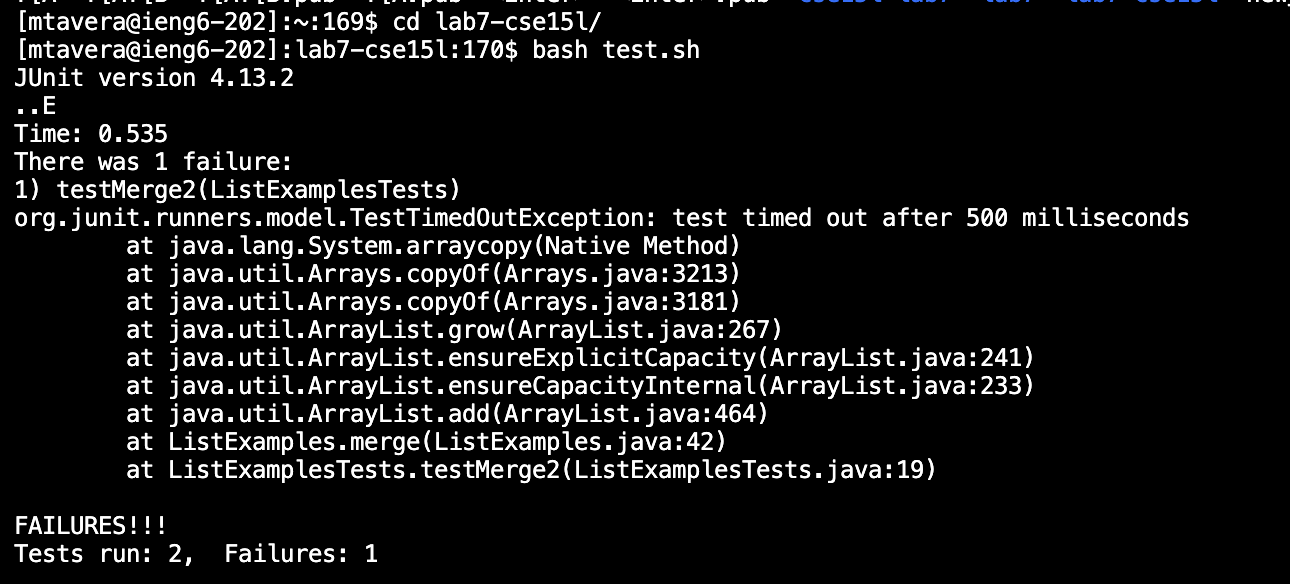 [mtavera@ieng6-202]:~:169$ cd lab7-cse15l/
[mtavera@ieng6-202]:lab7-cse15l:170$ bash test.sh
JUnit version 4.13.2
..E
Time: 0.535
There was 1 failure:
1) testMerge2(ListExamplesTests)
org.junit.runners.model.TestTimedOutException: test timed out after 500 milliseconds
        at java.lang.System.arraycopy(Native Method)
        at java.util.Arrays.copyOf(Arrays.java:3213)
        at java.util.Arrays.copyOf(Arrays.java:3181)
        at java.util.ArrayList.grow(ArrayList.java:267)
        at java.util.ArrayList.ensureExplicitCapacity(ArrayList.java:241)
        at java.util.ArrayList.ensureCapacityInternal(ArrayList.java:233)
        at java.util.ArrayList.add(ArrayList.java:464)
        at ListExamples.merge(ListExamples.java:42)
        at ListExamplesTests.testMerge2(ListExamplesTests.java:19)
FAILURES!!!
Tests run: 2,  Failures: 1